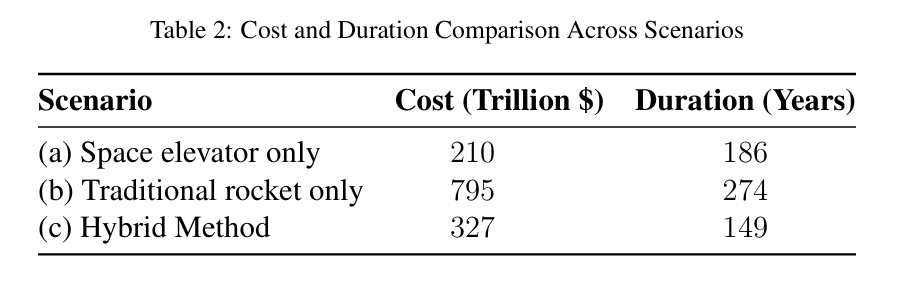 Table 2: Cost and Duration Comparison Across Scenarios
Scenario Cost (Trillion $) Duration (Years)
(a) Space elevator only 210 186
(b) Traditional rocket only 795 274
(c) Hybrid Method 327 149